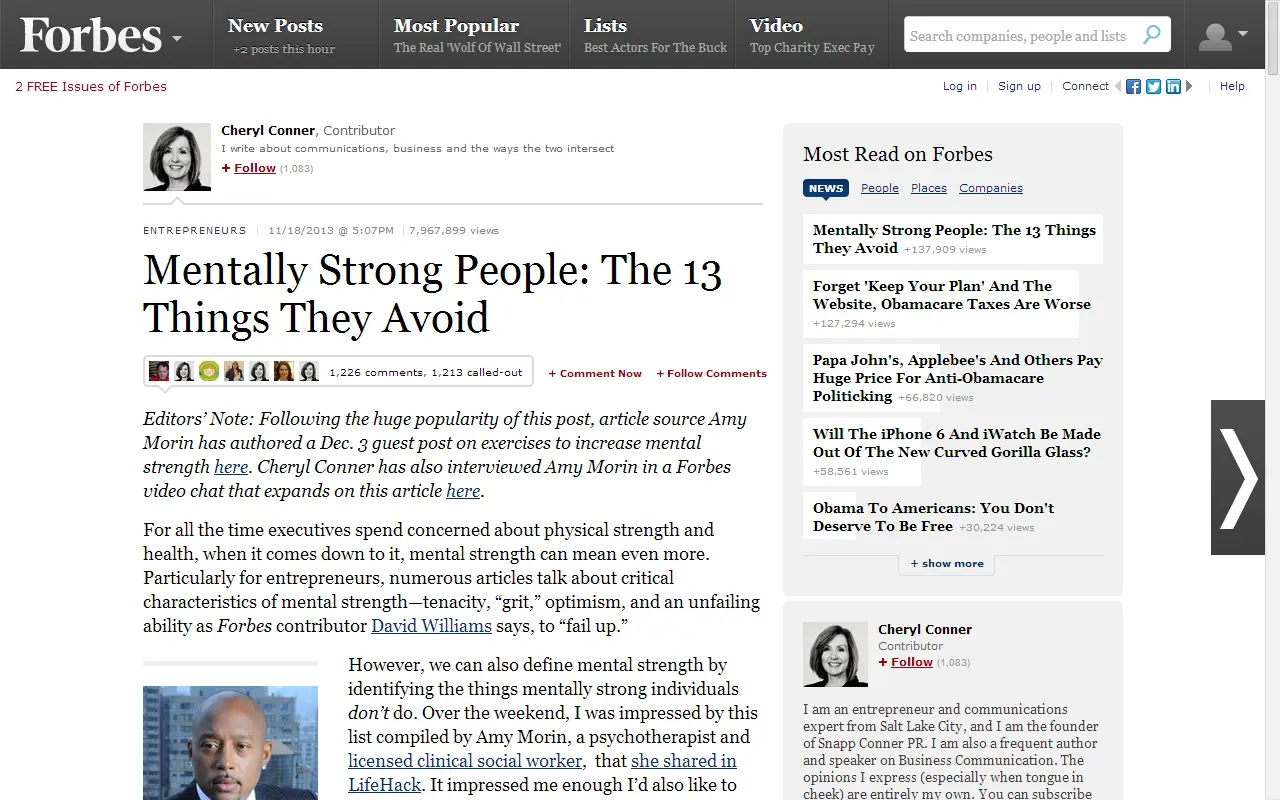 Forbes
New Posts
+2 posts this hour
Most Popular
The Real 'Wolf Of Wall Street'
Lists
Best Actors For The Buck
Video
Top Charity Exec Pay
Search companies, people and lists
2 FREE Issues of Forbes
Log in
Sign up
Connect
Help
Cheryl Conner, Contributor
I write about communications, business and the ways the two intersect
+ Follow (1,083)
ENTREPRENEURS | 11/18/2013 @ 5:07PM | 7,967,899 views
Mentally Strong People: The 13
Things They Avoid
1,226 comments, 1,213 called-out
+ Comment Now
+ Follow Comments
Editors’ Note: Following the huge popularity of this post, article source Amy
Morin has authored a Dec. 3 guest post on exercises to increase mental
strength here. Cheryl Conner has also interviewed Amy Morin in a Forbes
video chat that expands on this article here.
For all the time executives spend concerned about physical strength and
health, when it comes down to it, mental strength can mean even more.
Particularly for entrepreneurs, numerous articles talk about critical
characteristics of mental strength—tenacity, “grit,” optimism, and an unfailing
ability as Forbes contributor David Williams says, to “fail up.”
However, we can also define mental strength by
identifying the things mentally strong individuals
don’t do. Over the weekend, I was impressed by this
list compiled by Amy Morin, a psychotherapist and
licensed clinical social worker, that she shared in
LifeHack. It impressed me enough I’d also like to
Most Read on Forbes
NEWS
People
Places
Companies
Mentally Strong People: The 13 Things
They Avoid +137,909 views
Forget 'Keep Your Plan' And The
Website, Obamacare Taxes Are Worse
+127,294 views
Papa John's, Applebee's And Others Pay
Huge Price For Anti-Obamacare
Politicking +66,820 views
Will The iPhone 6 And iWatch Be Made
Out Of The New Curved Gorilla Glass?
+58,561 views
Obama To Americans: You Don't
Deserve To Be Free +30,224 views
+ show more
Cheryl Conner
Contributor
+ Follow (1,083)
I am an entrepreneur and communications
expert from Salt Lake City, and I am the founder
of Snapp Conner PR. I am also a frequent author
and speaker on Business Communication. The
opinions I express (especially when tongue in
cheek) are entirely my own. You can subscribe